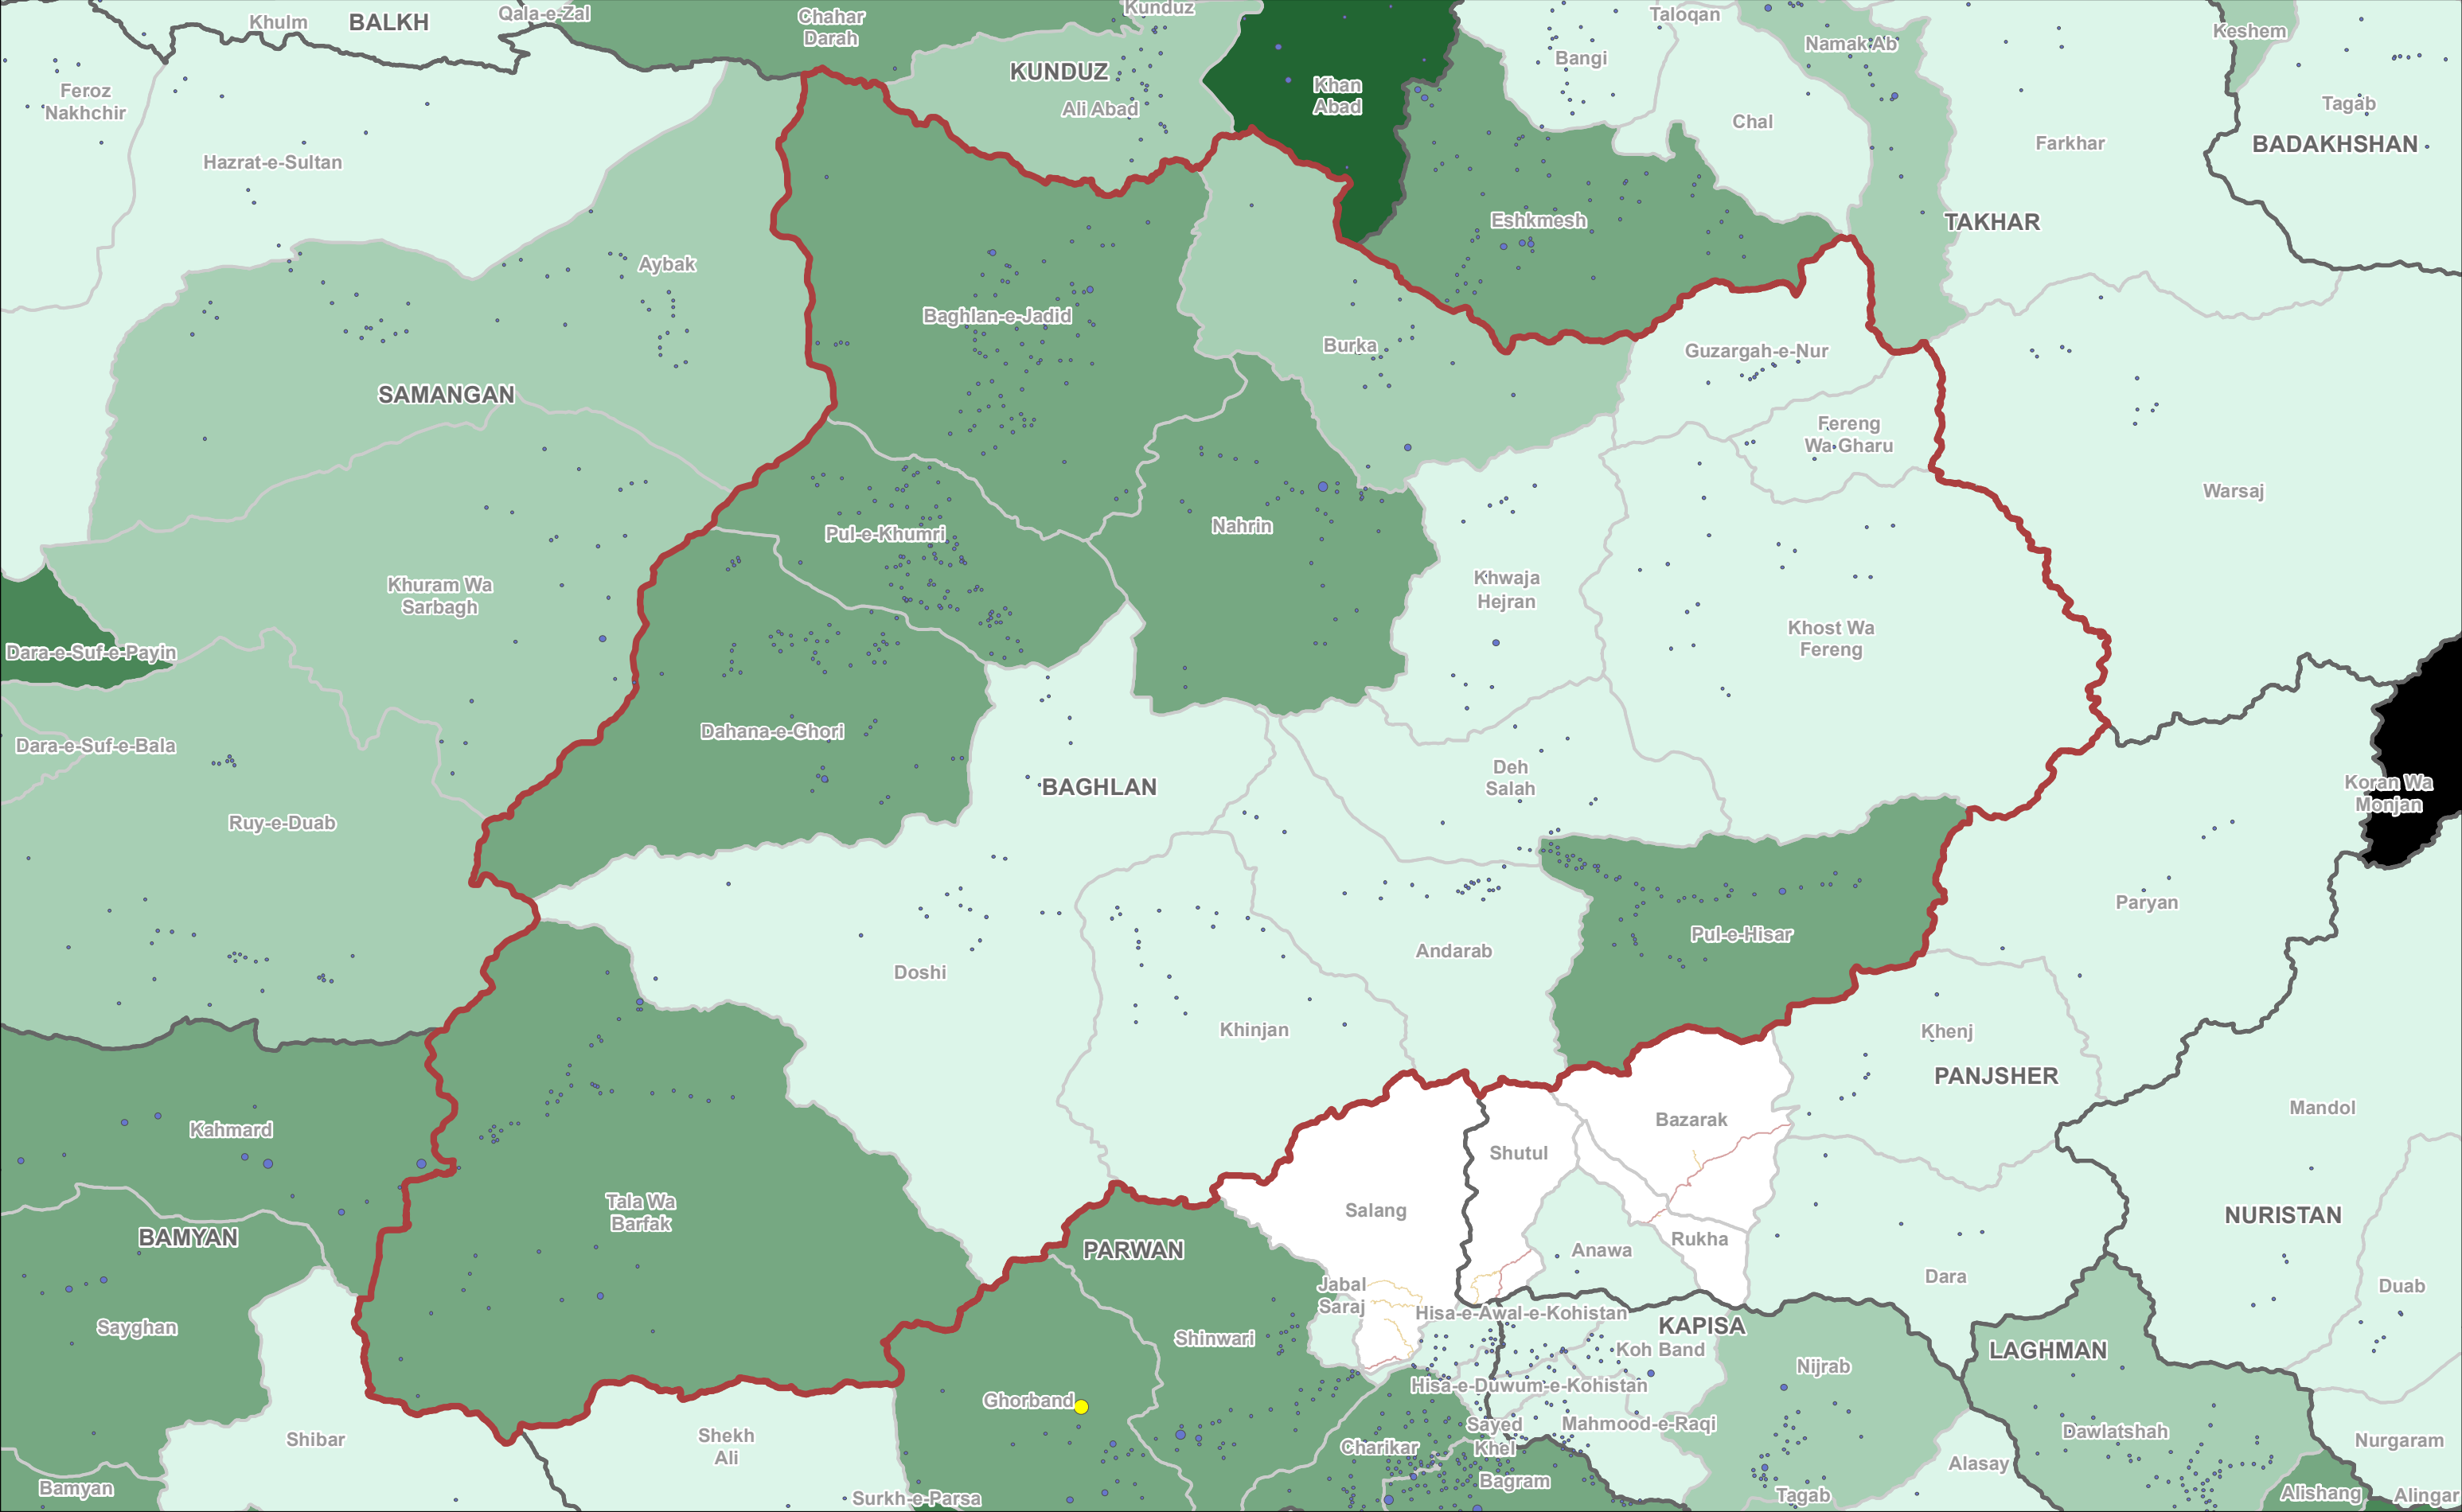 Khulm
BALKH
Qala-e-Zal
Chahar
Darah
Kunduz
KUNDUZ
Ali Abad
Khan
Abad
Bangi
Taloqan
Namak Ab
Keshem
Feroz
Nakhchir
Hazrat-e-Sultan
Chal
Farkhar
Tagab
BADAKHSHAN
Aybak
Eshkmesh
TAKHAR
Baghlan-e-Jadid
Burka
Guzargah-e-Nur
SAMANGAN
Fereng
Wa Gharu
Warsaj
Pul-e-Khumri
Nahrin
Khuram Wa
Sarbagh
Khwaja
Hejran
Khost Wa
Fereng
Dara-e-Suf-e-Payin
Dara-e-Suf-e-Bala
Dahana-e-Ghori
BAGHLAN
Deh
Salah
Koran Wa
Monjan
Ruy-e-Duab
Paryan
Doshi
Andarab
Pul-e-Hisar
Khinjan
Khenj
PANJSHER
Kahmard
Bazarak
Mandol
Shutul
Tala Wa
Barfak
Salang
BAMYAN
PARWAN
Anawa
Rukha
NURISTAN
Dara
Duab
Jabal
Saraj
Sayghan
Shinwari
Hisa-e-Awal-e-Kohistan
KAPISA
Koh Band
LAGHMAN
Nijrab
Ghorband
Hisa-e-Duwum-e-Kohistan
Shibar
Shekh
Ali
Charikar
Sayed
Khel
Mahmood-e-Raqi
Dawlatshah
Nurgaram
Alasay
Bamyan
Surkh-e-Parsa
Bagram
Tagab
Alishang
Alingar